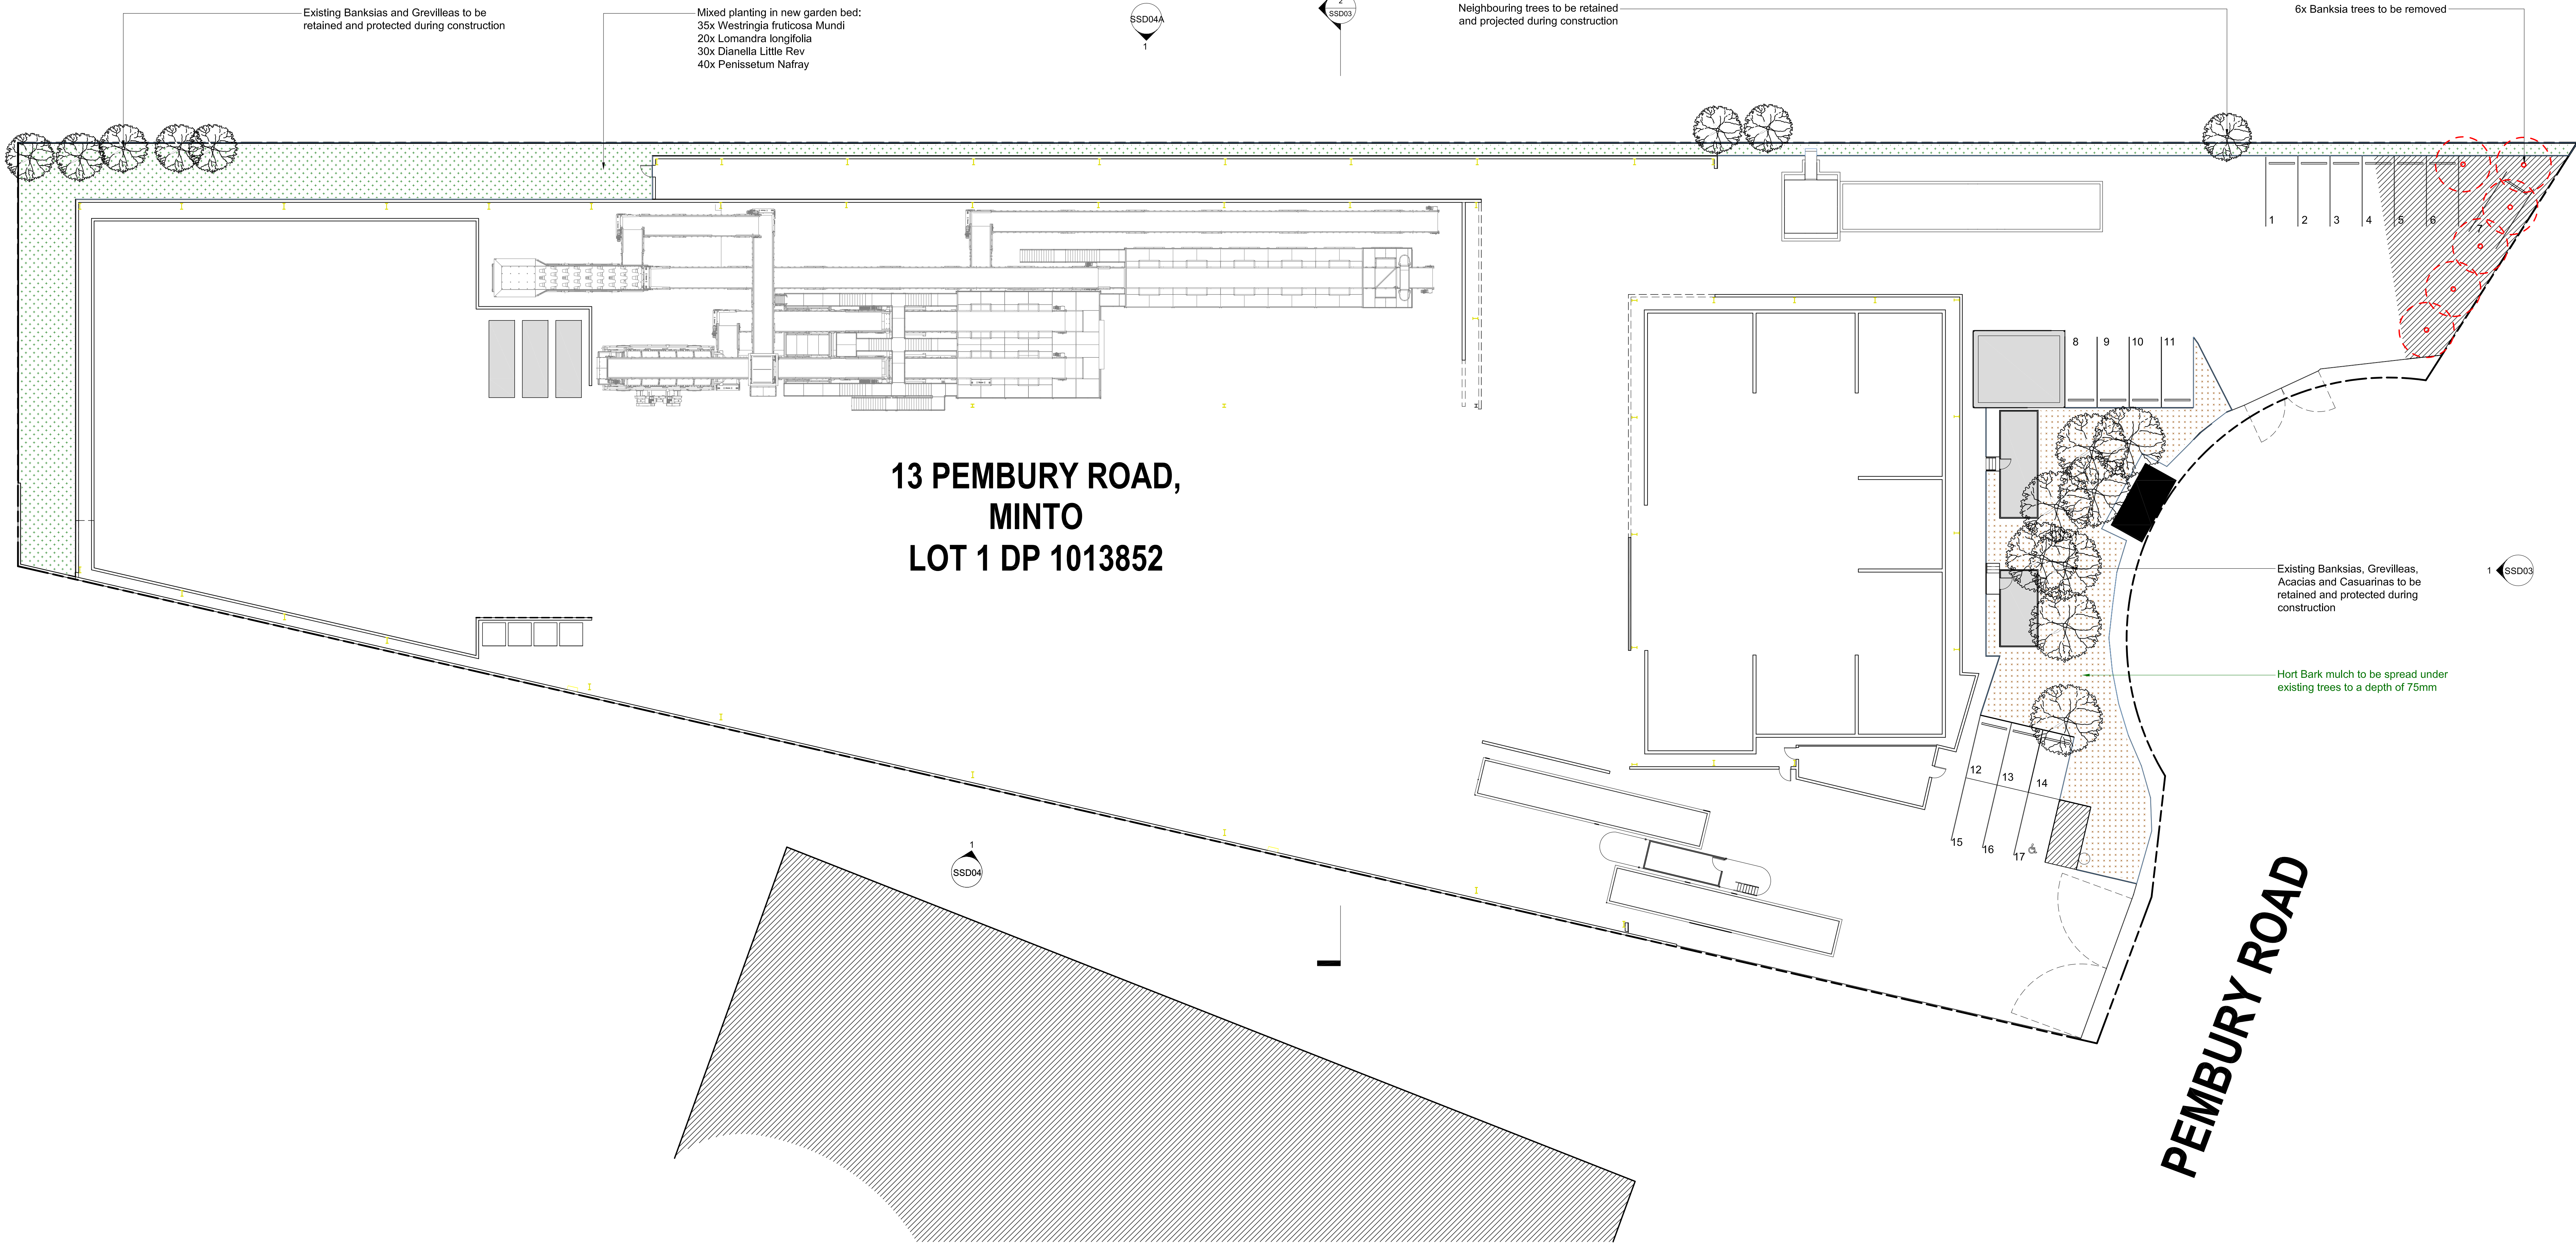 Existing Banksias and Grevilleas to be
retained and protected during construction
Mixed planting in new garden bed:
35x Westringia fruticosa Mundi
20x Lomandra longifolia
30x Dianella Little Rev
40x Penissetum Nafray
SSD04A
1
2
SSD03
Neighbouring trees to be retained
and projected during construction
6x Banksia trees to be removed
1
2
3
4
5
6
7
8
9
10
11
13 PEMBURY ROAD,
MINTO
LOT 1 DP 1013852
Existing Banksias, Grevilleas,
Acacias and Casuarinas to be
retained and protected during
construction
1
SSD03
Hort Bark mulch to be spread under
existing trees to a depth of 75mm
12
13
14
15
16
17
1
SSD04
PEMBURY ROAD